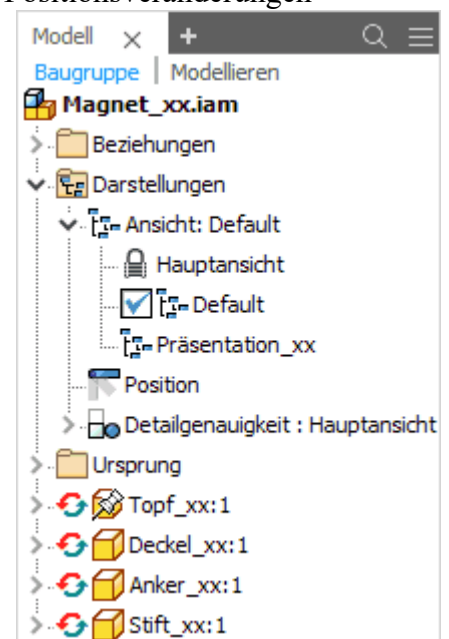 Positionsveränderungen
Modell
Baugruppe | Modellieren
Magnet_xx.iam
Beziehungen
Darstellungen
Ansicht: Default
Hauptansicht
Default
Präsentation_xx
Position
Detailgenauigkeit : Hauptansicht
Ursprung
Topf_xx:1
Deckel_xx:1
Anker_xx:1
Stift_xx:1